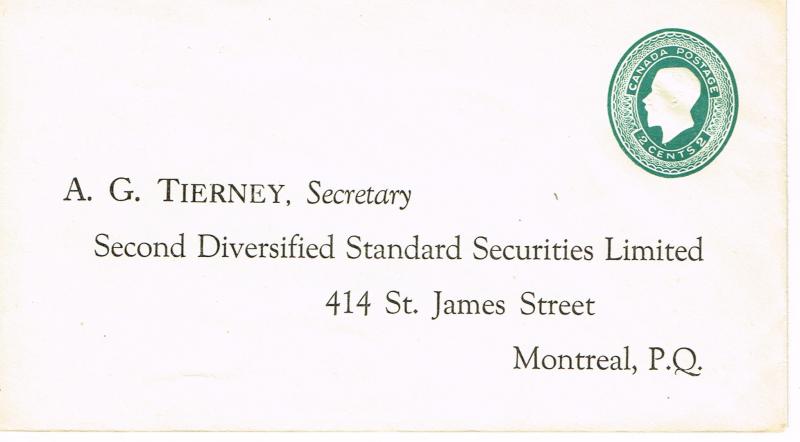 CANADA POSTAGE
2 CENTS 2
A. G. TIERNEY, Secretary
Second Diversified Standard Securities Limited
414 St. James Street
Montreal, P.Q.